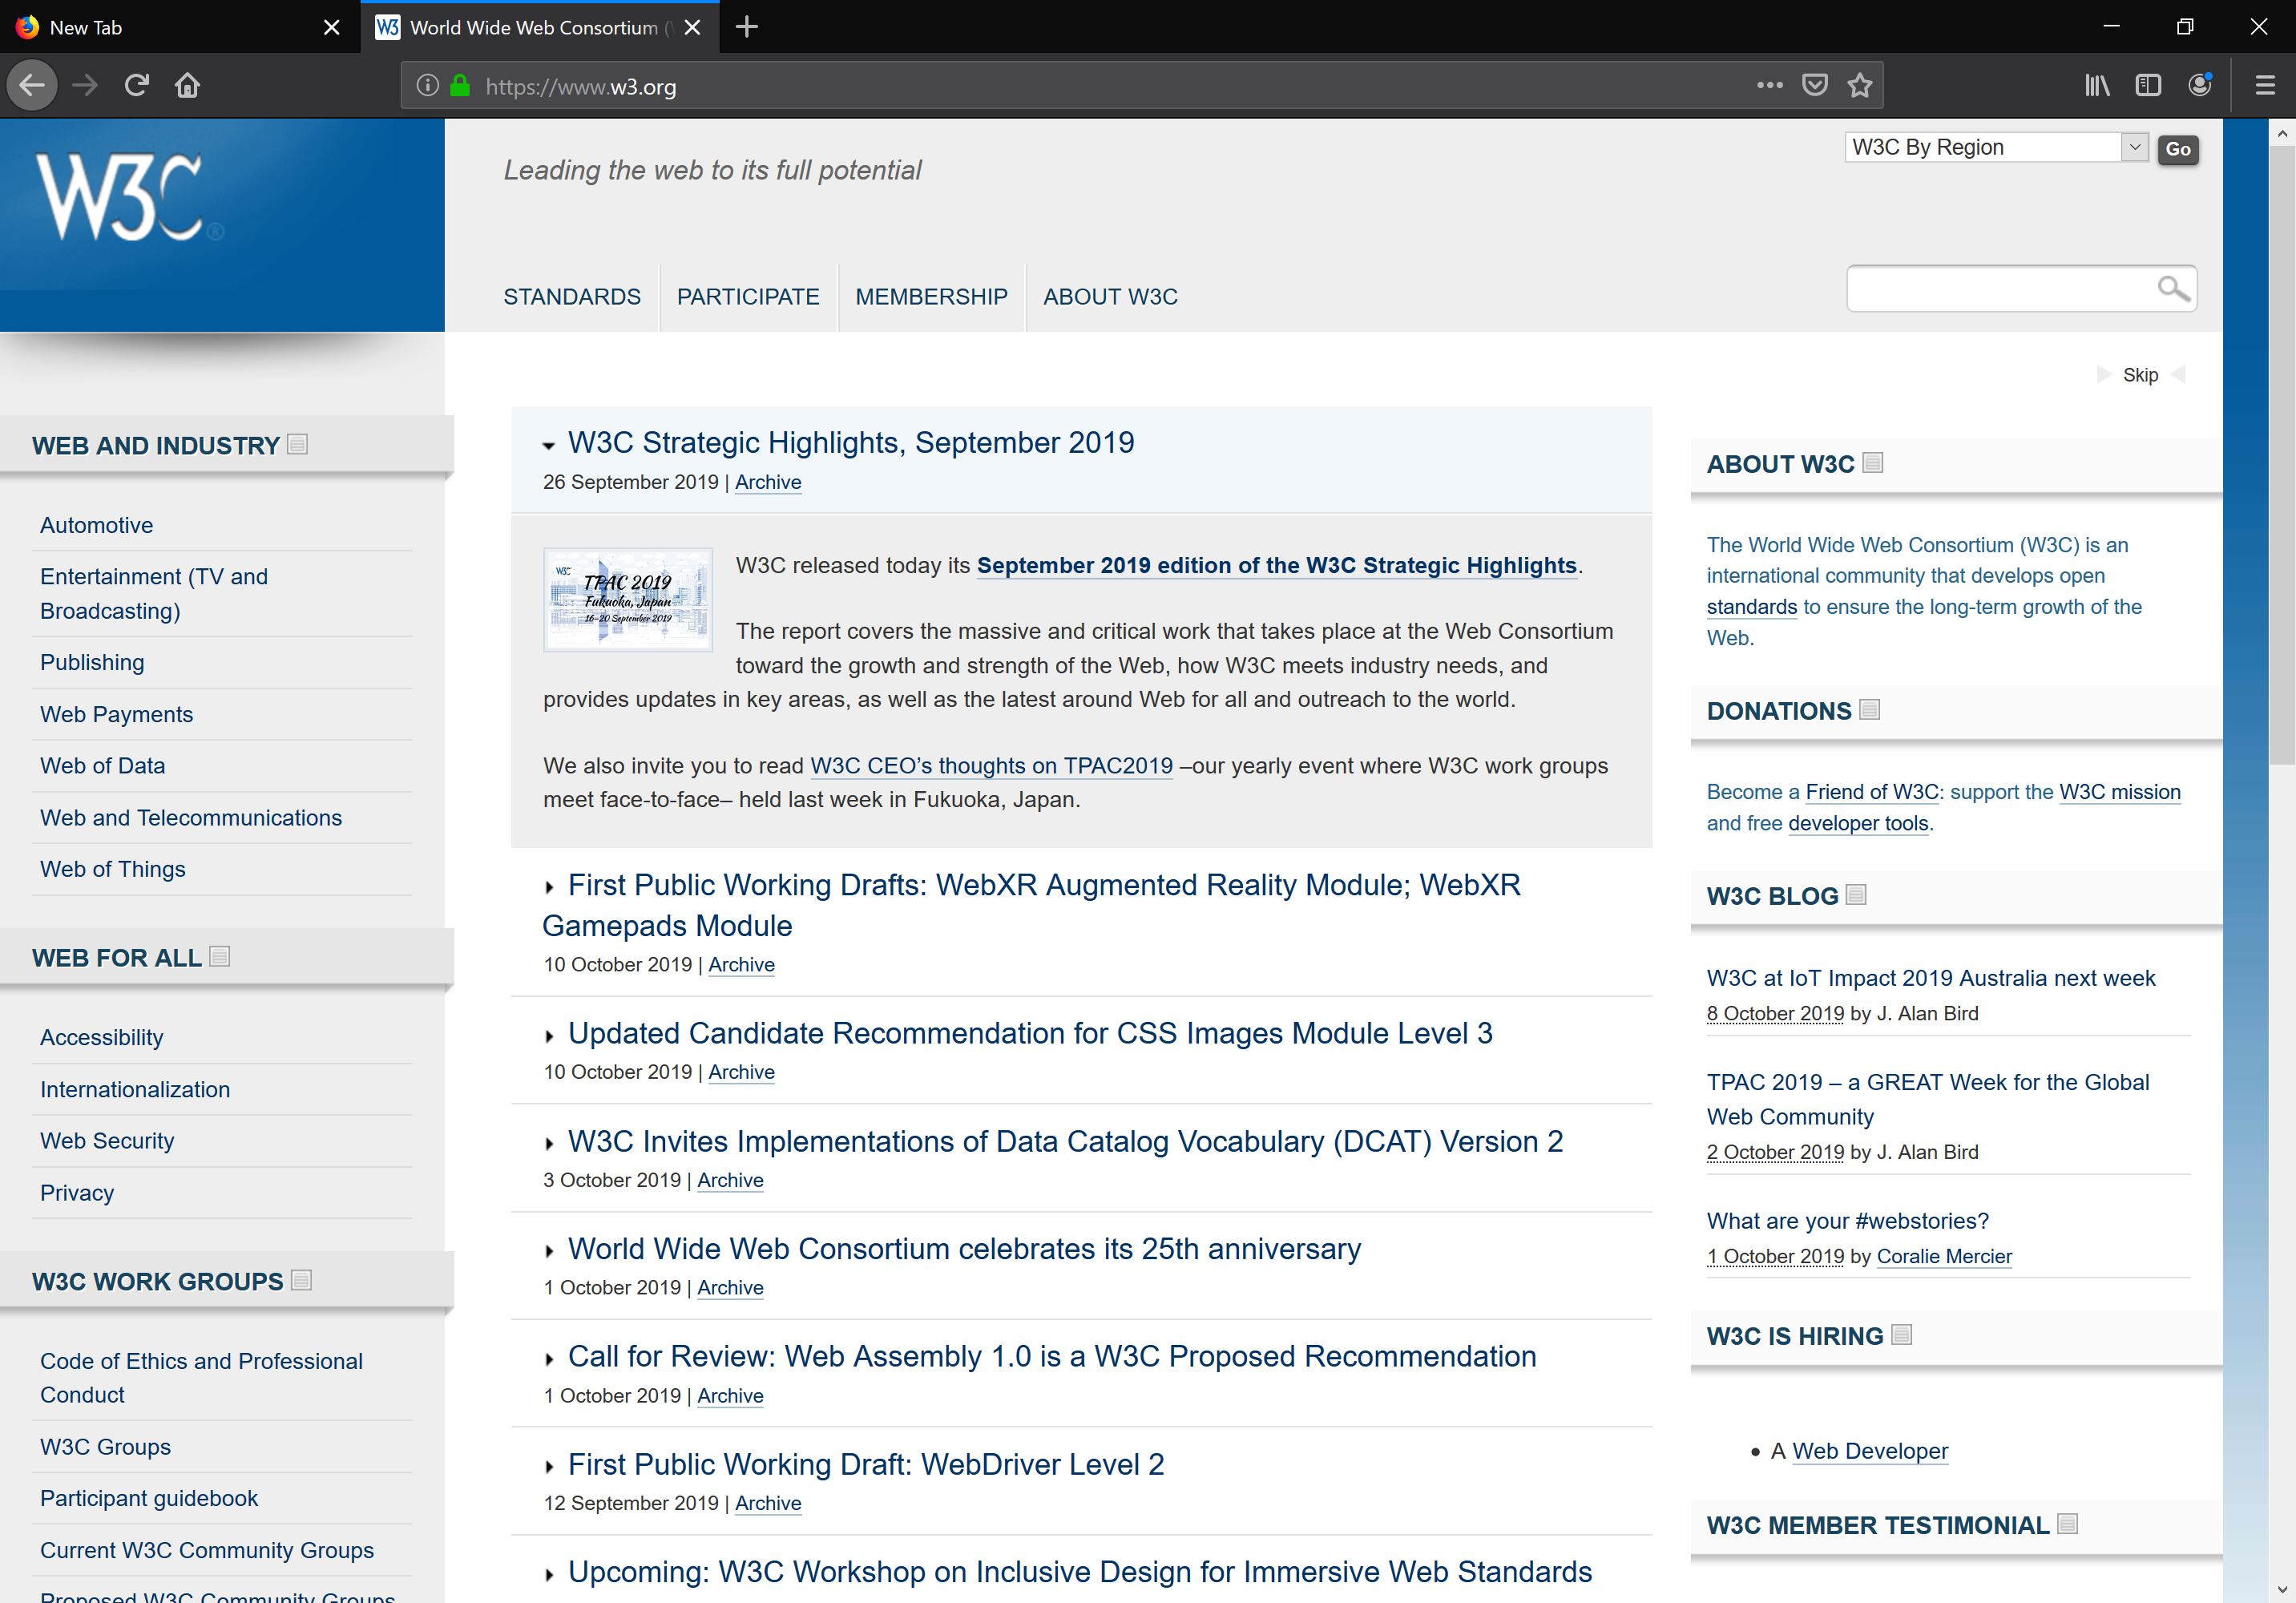 New Tab
World Wide Web Consortium (
https://www.w3.org
W3C®
Leading the web to its full potential
W3C By Region
Go
STANDARDS
PARTICIPATE
MEMBERSHIP
ABOUT W3C
Skip
WEB AND INDUSTRY
Automotive
Entertainment (TV and
Broadcasting)
Publishing
Web Payments
Web of Data
Web and Telecommunications
Web of Things
WEB FOR ALL
Accessibility
Internationalization
Web Security
Privacy
W3C WORK GROUPS
Code of Ethics and Professional
Conduct
W3C Groups
Participant guidebook
Current W3C Community Groups
Proposed W3C Community Groups
W3C Strategic Highlights, September 2019
26 September 2019 | Archive
W3C
TPAC 2019
Fukuoka, Japan
16-20 September 2019
W3C released today its September 2019 edition of the W3C Strategic Highlights.
The report covers the massive and critical work that takes place at the Web Consortium
toward the growth and strength of the Web, how W3C meets industry needs, and
provides updates in key areas, as well as the latest around Web for all and outreach to the world.
We also invite you to read W3C CEO’s thoughts on TPAC2019 –our yearly event where W3C work groups
meet face-to-face– held last week in Fukuoka, Japan.
First Public Working Drafts: WebXR Augmented Reality Module; WebXR
Gamepads Module
10 October 2019 | Archive
Updated Candidate Recommendation for CSS Images Module Level 3
10 October 2019 | Archive
W3C Invites Implementations of Data Catalog Vocabulary (DCAT) Version 2
3 October 2019 | Archive
World Wide Web Consortium celebrates its 25th anniversary
1 October 2019 | Archive
Call for Review: Web Assembly 1.0 is a W3C Proposed Recommendation
1 October 2019 | Archive
First Public Working Draft: WebDriver Level 2
12 September 2019 | Archive
Upcoming: W3C Workshop on Inclusive Design for Immersive Web Standards
ABOUT W3C
The World Wide Web Consortium (W3C) is an
international community that develops open
standards to ensure the long-term growth of the
Web.
DONATIONS
Become a Friend of W3C: support the W3C mission
and free developer tools.
W3C BLOG
W3C at IoT Impact 2019 Australia next week
8 October 2019 by J. Alan Bird
TPAC 2019 – a GREAT Week for the Global
Web Community
2 October 2019 by J. Alan Bird
What are your #webstories?
1 October 2019 by Coralie Mercier
W3C IS HIRING
• A Web Developer
W3C MEMBER TESTIMONIAL